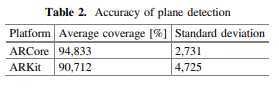 Table 2. Accuracy of plane detection
Platform Average coverage [%] Standard deviation
ARCore 94,833 2,731
ARKit 90,712 4,725